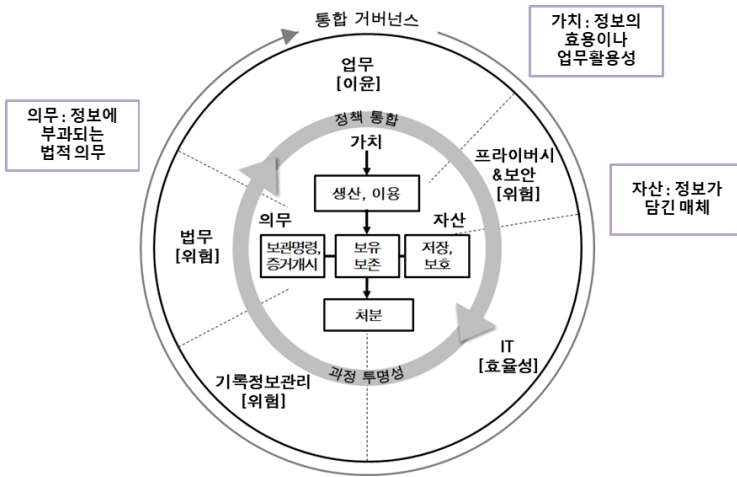 통합 거버넌스
가치 : 정보의
효용이나
업무활용성
업무
[이윤]
의무 : 정보에
부과되는
법적 의무
정책 통합
가치
프라이버시
&보안
[위험]
생산, 이용
자산 : 정보가
담긴 매체
의무
자산
법무
[위험]
보관명령,
증거개시
보유
보존
저장,
보호
처분
IT
[효율성]
과정 투명성
기록정보관리
[위험]